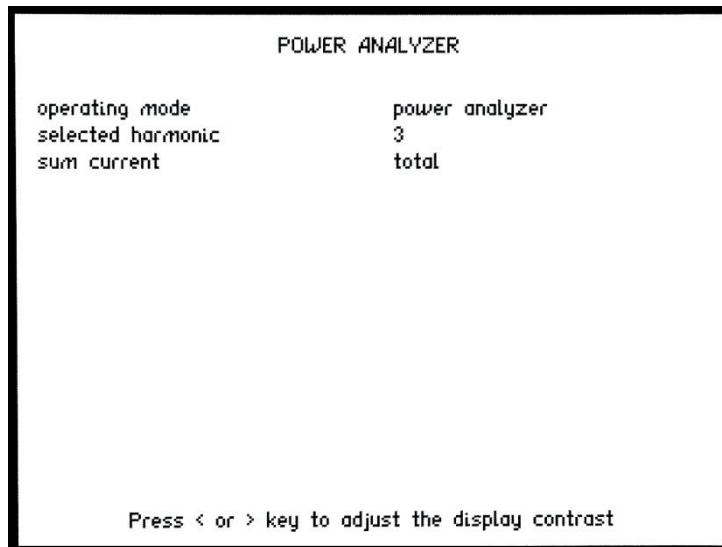 POWER ANALYZER
operating mode power analyzer
selected harmonic 3
sum current total
Press < or > key to adjust the display contrast